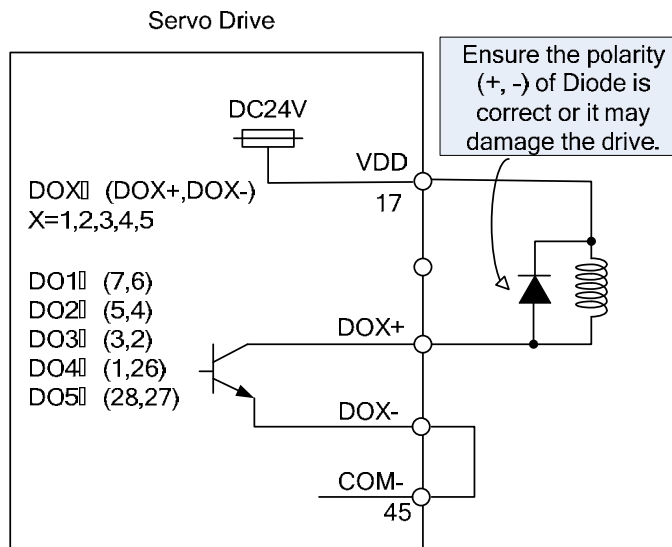 Servo Drive
Ensure the polarity
(+, -) of Diode is
correct or it may
damage the drive.
DC24V
VDD
17
DOX▯ (DOX+,DOX-)
X=1,2,3,4,5
DO1▯ (7,6)
DO2▯ (5,4)
DO3▯ (3,2)
DO4▯ (1,26)
DO5▯ (28,27)
DOX+
DOX-
COM-
45